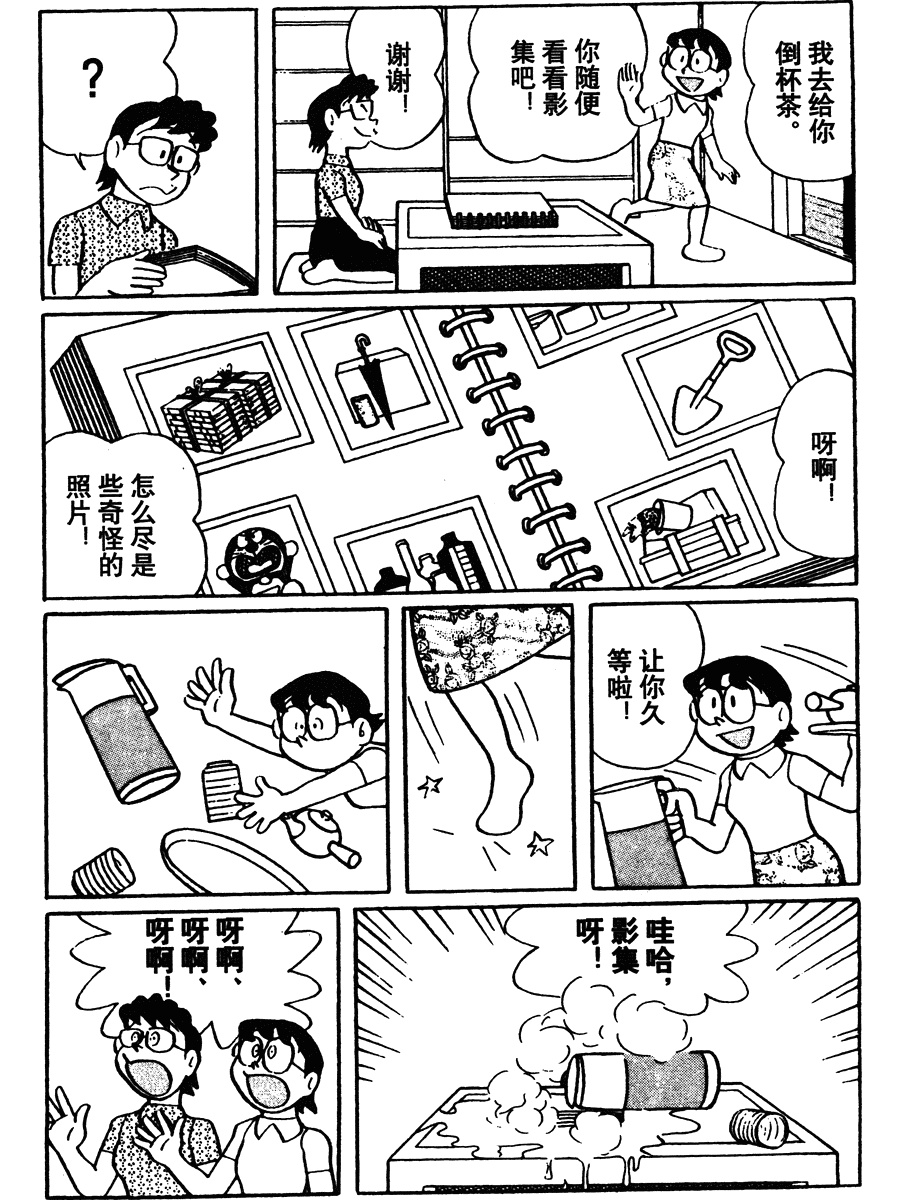 我去给你
倒杯茶。
你随便
看看影
集吧！
谢谢！
？
呀啊！
怎么尽是
些奇怪的
照片！
让你久
等啦！
哇哈，
影集
呀！
呀啊、
呀啊、
呀啊！